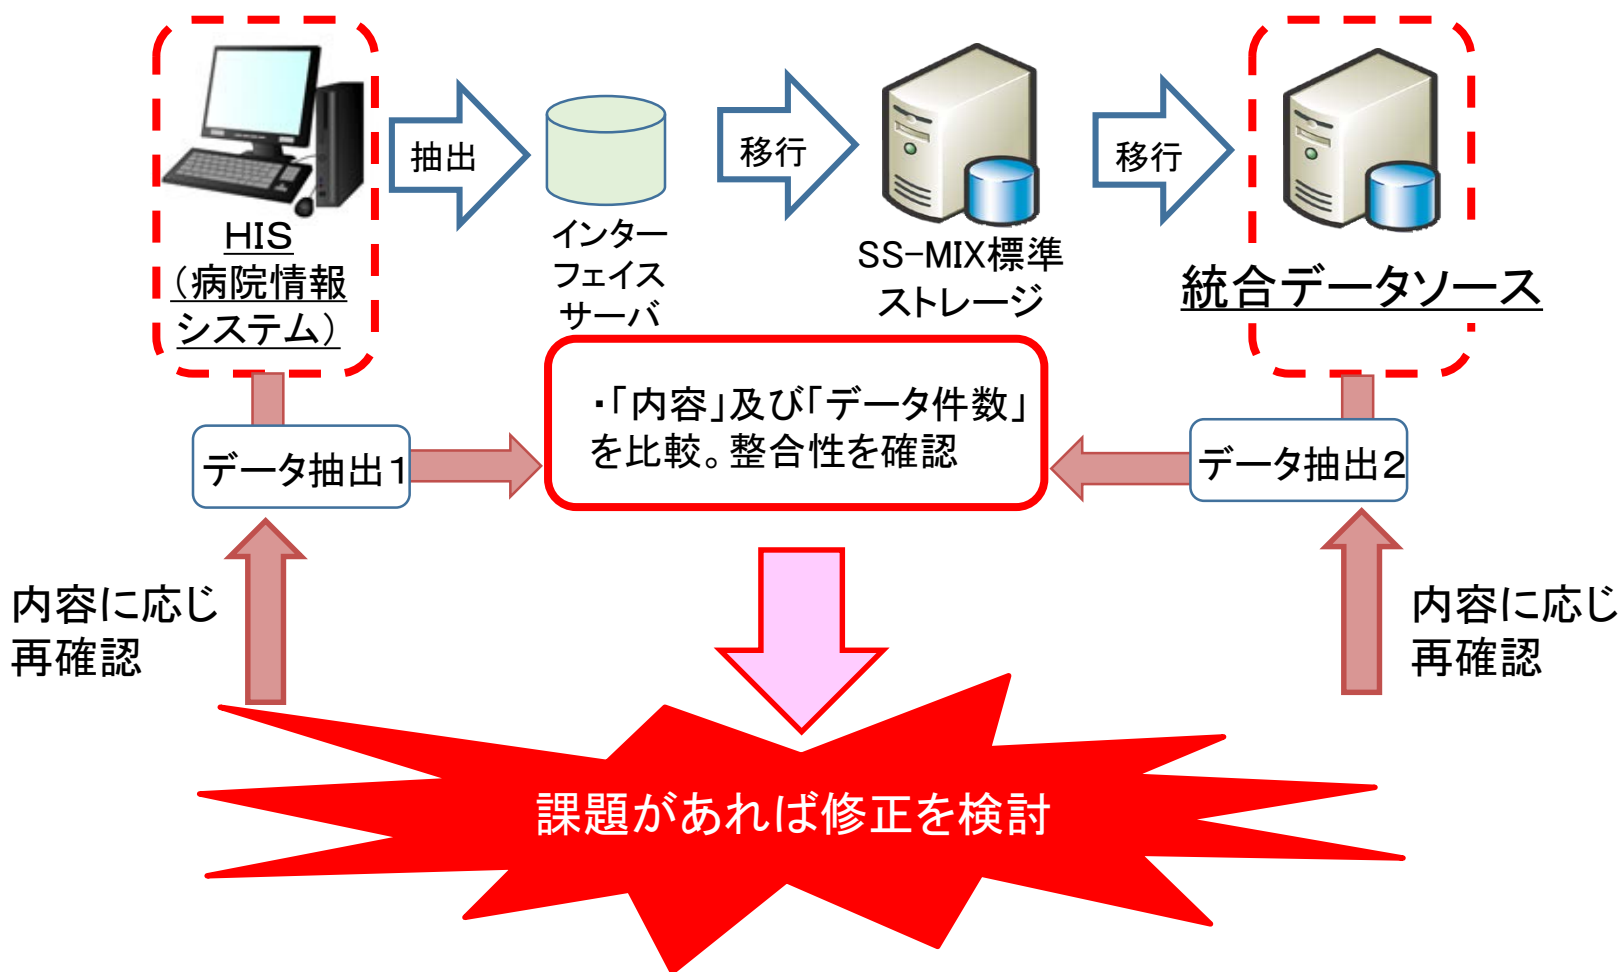 抽出
移行
移行
HIS
（病院情報
システム）
インター
フェイス
サーバ
SS-MIX標準
ストレージ
統合データソース
・「内容」及び「データ件数」
を比較。整合性を確認
データ抽出１
データ抽出２
内容に応じ
再確認
内容に応じ
再確認
課題があれば修正を検討